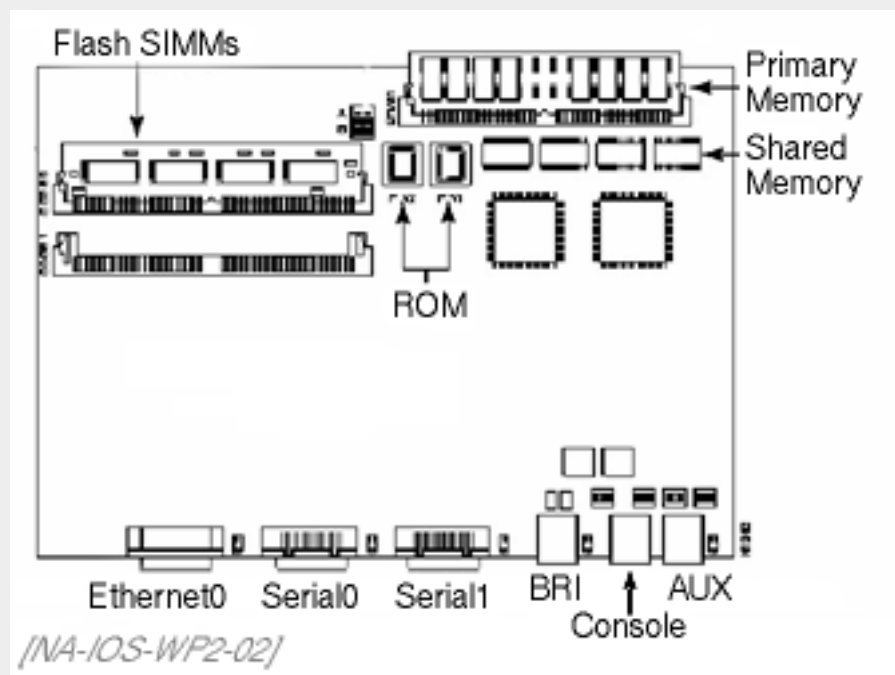 Flash SIMMs
Primary
Memory
Shared
Memory
ROM
Ethernet0
Serial0
Serial1
BRI
AUX
Console
[NA-IOS-WP2-02]